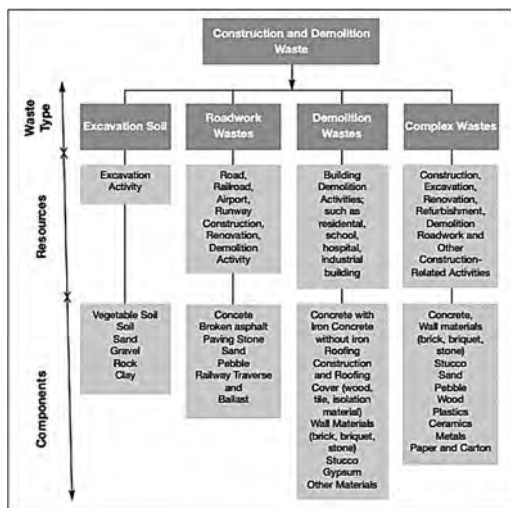 Construction and Demolition
Waste
Waste
Type
Excavation Soil
Roadwork
Wastes
Demolition
Wastes
Complex Wastes
Resources
Excavation
Activity
Road,
Railroad,
Airport,
Runway
Construction,
Renovation,
Demolition
Activity
Building
Demolition
Activities;
such as
residental,
school,
hospital,
industrial
building
Construction,
Excavation,
Renovation,
Refurbishment,
Demolition
Roadwork and
Other
Construction-
Related Activities
Components
Vegetable Soil
Soil
Sand
Gravel
Rock
Clay
Concete
Broken asphalt
Paving Stone
Sand
Pebble
Railway Traverse
and
Ballast
Concrete with
Iron Concrete
without iron
Roofing
Construction
and Roofing
Cover (wood,
tile, isolation
material)
Wall Materials
(brick, briquet,
stone)
Stucco
Gypsum
Other Materials
Concrete,
Wall materials
(brick, briquet,
stone)
Stucco
Sand
Pebble
Wood
Plastics
Ceramics
Metals
Paper and Carton